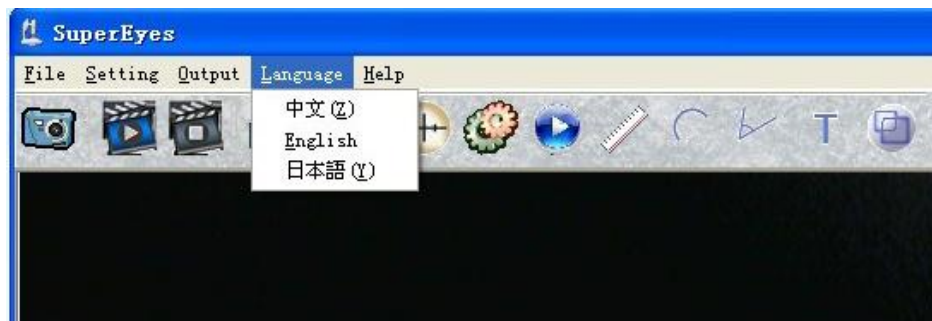 SuperEyes
File Setting Output Language Help
中文(Z)
English
日本語(Y)
T